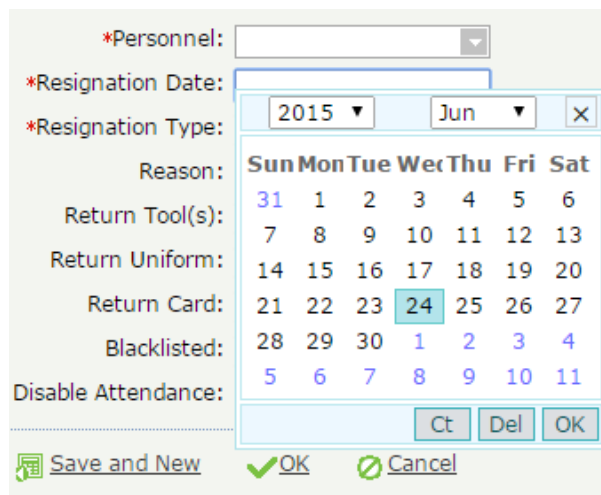 *Personnel:
*Resignation Date:
2015 Jun ×
*Resignation Type:
Reason:
Return Tool(s):
Return Uniform:
Return Card:
Blacklisted:
Disable Attendance:
Sun Mon Tue Wec Thu Fri Sat
31 1 2 3 4 5 6
7 8 9 10 11 12 13
14 15 16 17 18 19 20
21 22 23 24 25 26 27
28 29 30 1 2 3 4
5 6 7 8 9 10 11
Ct Del OK
Save and New OK Cancel